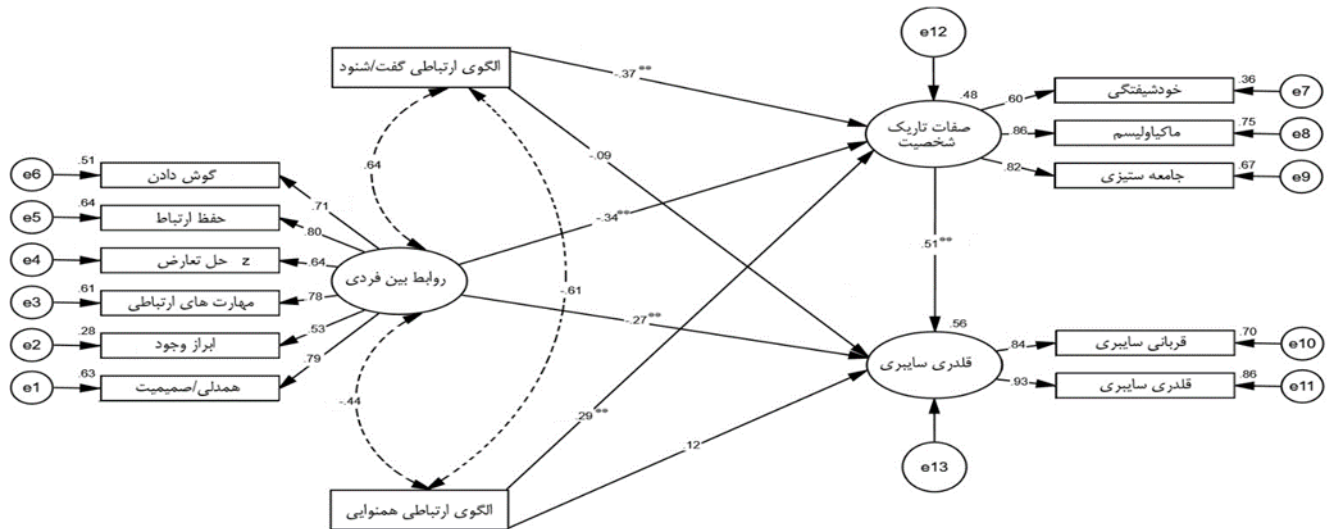 e12
الگوی ارتباطی گفت/شنود
-.37**
.48
.60
خودشیفتگی
.36
e7
صفات تاریک
شخصیت
.86
ماکیاولیسم
.75
e8
.82
جامعه ستیزی
.67
e9
-.09
.64
e6
.51
گوش دادن
.71
e5
.64
حفظ ارتباط
.80
-.34**
.51**
e4
حل تعارض z
.64
روابط بین فردی
-.61
e3
.61
مهارت های ارتباطی
.78
-.27**
e2
.28
ابراز وجود
.53
.56
.84
قربانی سایبری
.70
e10
قلدری سایبری
e1
.63
همدلی/صمیمیت
.79
.93
قلدری سایبری
.86
e11
-.44
.29**
.12
e13
الگوی ارتباطی همنوایی